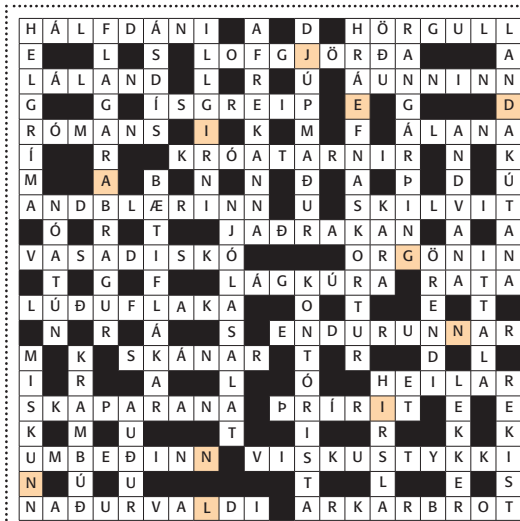 HÁLFDÁNI A D HÖRGULL
E L S LOFGJÖRÐA A
LÁLAND L R Ú ÁUNNINN
G G ÍSGREIP E G D
RÓMANS I K M F ÁLANA
Í R KRÓATARNIR N K
M A B N N Ð A Þ D Ú
ANDBLÆRINN U SKILVIT
Ó R T JAÐRAKAN A A
VASADISKÓ ORGÖNIN
T G F LÁGKÚRA RATA
LÚÐUFLAKA O T E T
N R Á S ENDURUNNAR
M K SKÁNAR T R D L
I R A L Ó HEILAR
SKAPARANA ÞRÍRIT E E
K M U T I R K K
UMBEÐINN VISKUSTYKKI
N Ú U T L E S
NAÐURVALDI ARKARBROT